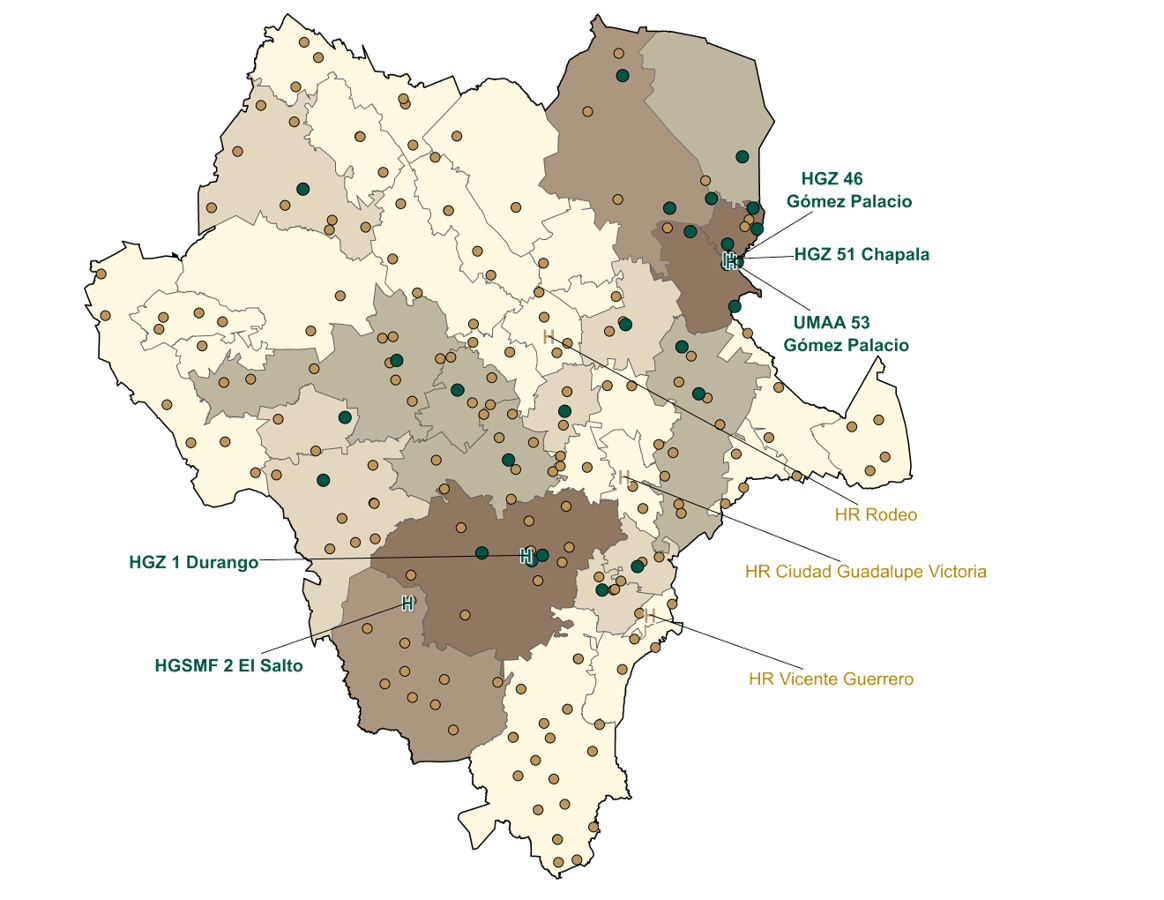 HGZ 46
Gómez Palacio
HGZ 51 Chapala
UMAA 53
Gómez Palacio
H
H
HR Rodeo
H
HR Ciudad Guadalupe Victoria
HGZ 1 Durango
H
H
HGSMF 2 El Salto
H
HR Vicente Guerrero